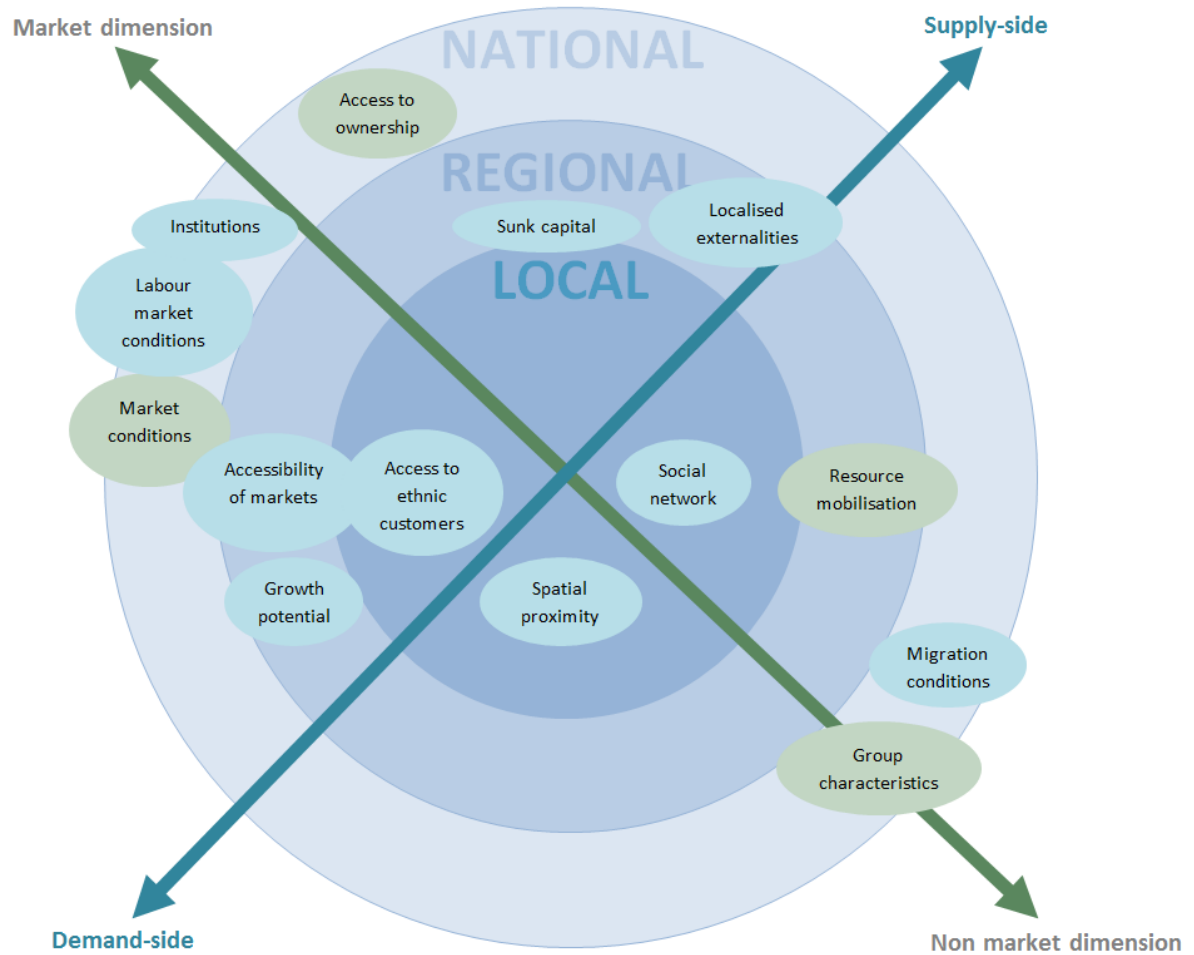 Market dimension
Supply-side
NATIONAL
Access to
ownership
REGIONAL
Institutions
Sunk capital
Localised
externalities
LOCAL
Labour
market
conditions
Market
conditions
Accessibility
of markets
Access to
ethnic
customers
Social
network
Resource
mobilisation
Growth
potential
Spatial
proximity
Migration
conditions
Group
characteristics
Demand-side
Non market dimension